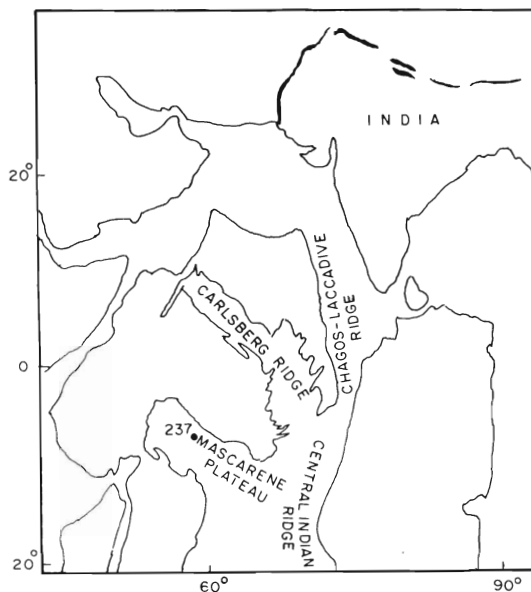 INDIA
20°
CHAGOS-LACCADIVE
RIDGE
CARLSBERG RIDGE
0
237
MASCARENE
PLATEAU
CENTRAL INDIAN
RIDGE
20°
60°
90°